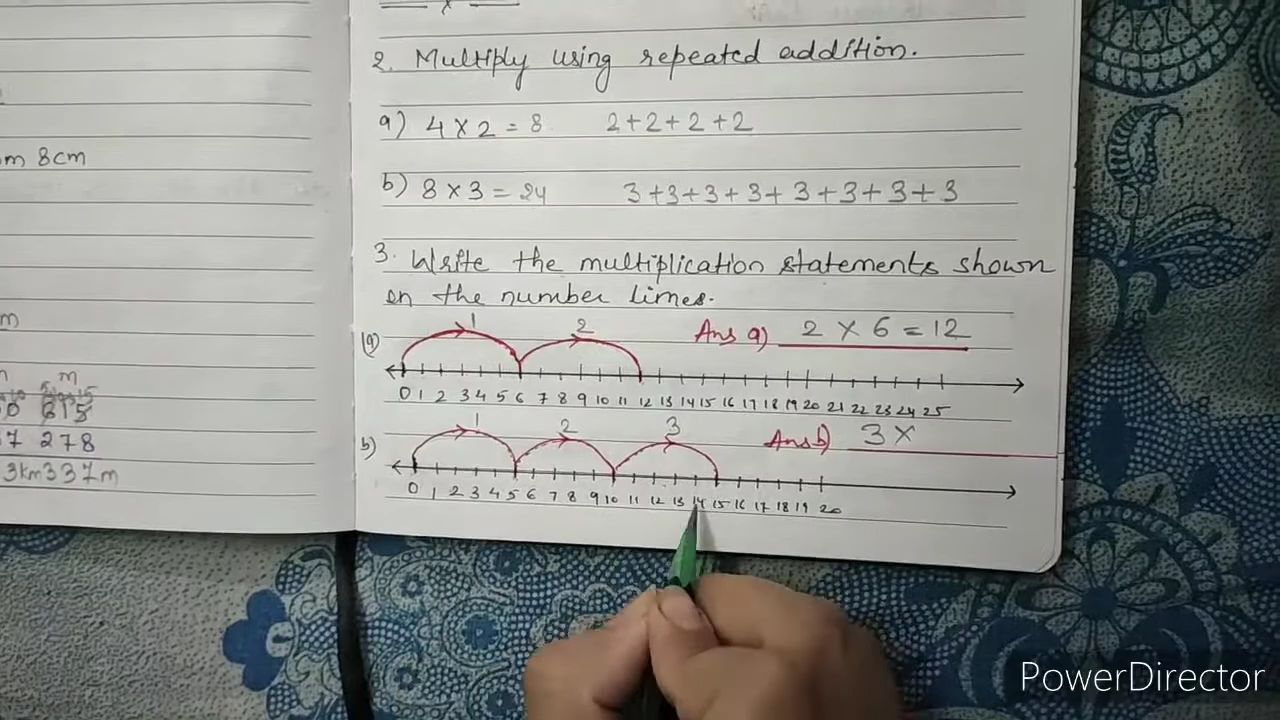 m 8cm
m
m
615
7 278
3km337m
x
2. Multiply using repeated addition.
a) 4 x 2 = 8 2+2+2+2
b) 8 x 3 = 24 3+3+3+3+3+3+3+3
3. Write the multiplication statements shown
on the number limes.
1 2 Ans a) 2 x 6 = 12
(a)
0 1 2 3 4 5 6 7 8 9 10 11 12 13 14 15 16 17 18 19 20 21 22 23 24 25
1 2 3 Ans b) 3 x
b)
0 1 2 3 4 5 6 7 8 9 10 11 12 13 14 15 16 17 18 19 20
PowerDirector